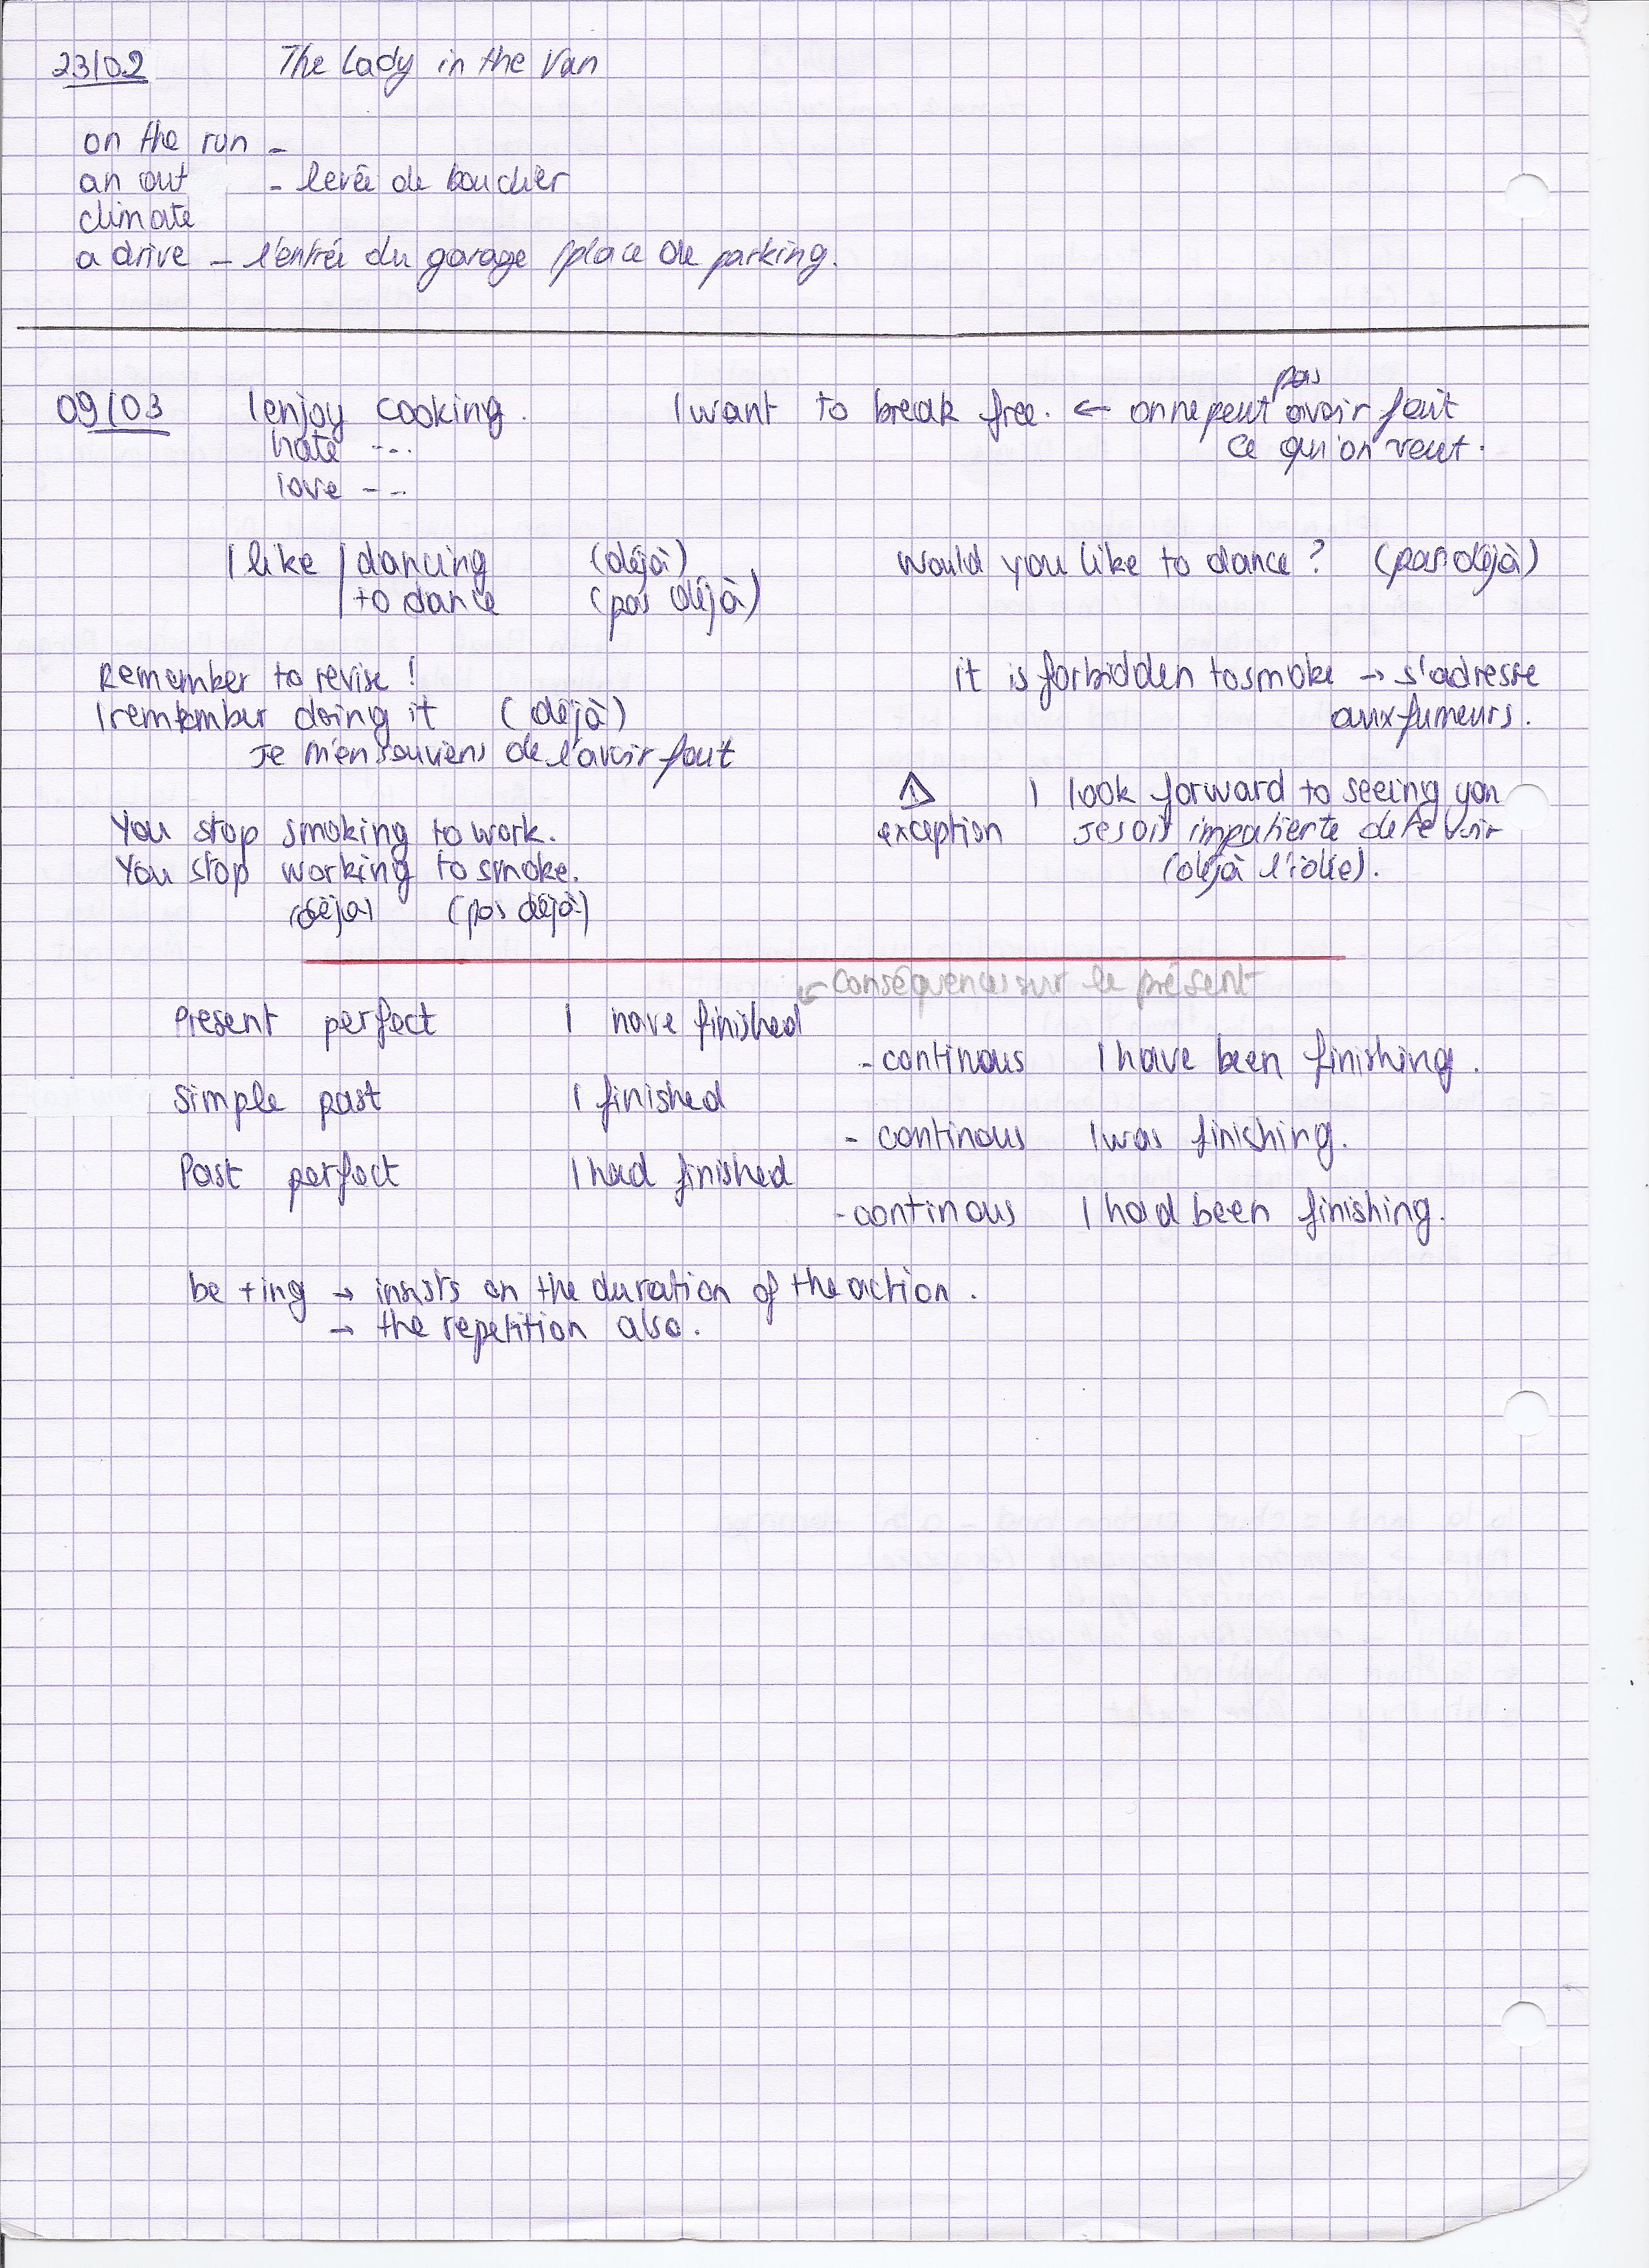 23/02 The Lady in the Van
on the run -
an out - levée de bouclier
climate
a drive - l'entrée du garage / place de parking.
09/03 I enjoy cooking. I want to break free. ← on ne peut pas avoir fait
hate --. ce qu'on veut.
love --.
I like | dancing (déjà) Would you like to dance ? (pas déjà)
| to dance (pas déjà)
Remember to revise ! it is forbidden to smoke → s'adresse
I remember doing it (déjà) aux fumeurs.
Je m'en souviens de l'avoir fait
⚠ I look forward to seeing you
You stop smoking to work. exception je suis impatiente de te voir
You stop working to smoke. (déjà l'idée).
(déjà) (pas déjà)
← conséquences sur le présent
Present perfect I have finished
- continous I have been finishing.
Simple past I finished
- continous I was finishing.
Past perfect I had finished
- continous I had been finishing.
be + ing → insists on the duration of the action.
→ the repetition also.